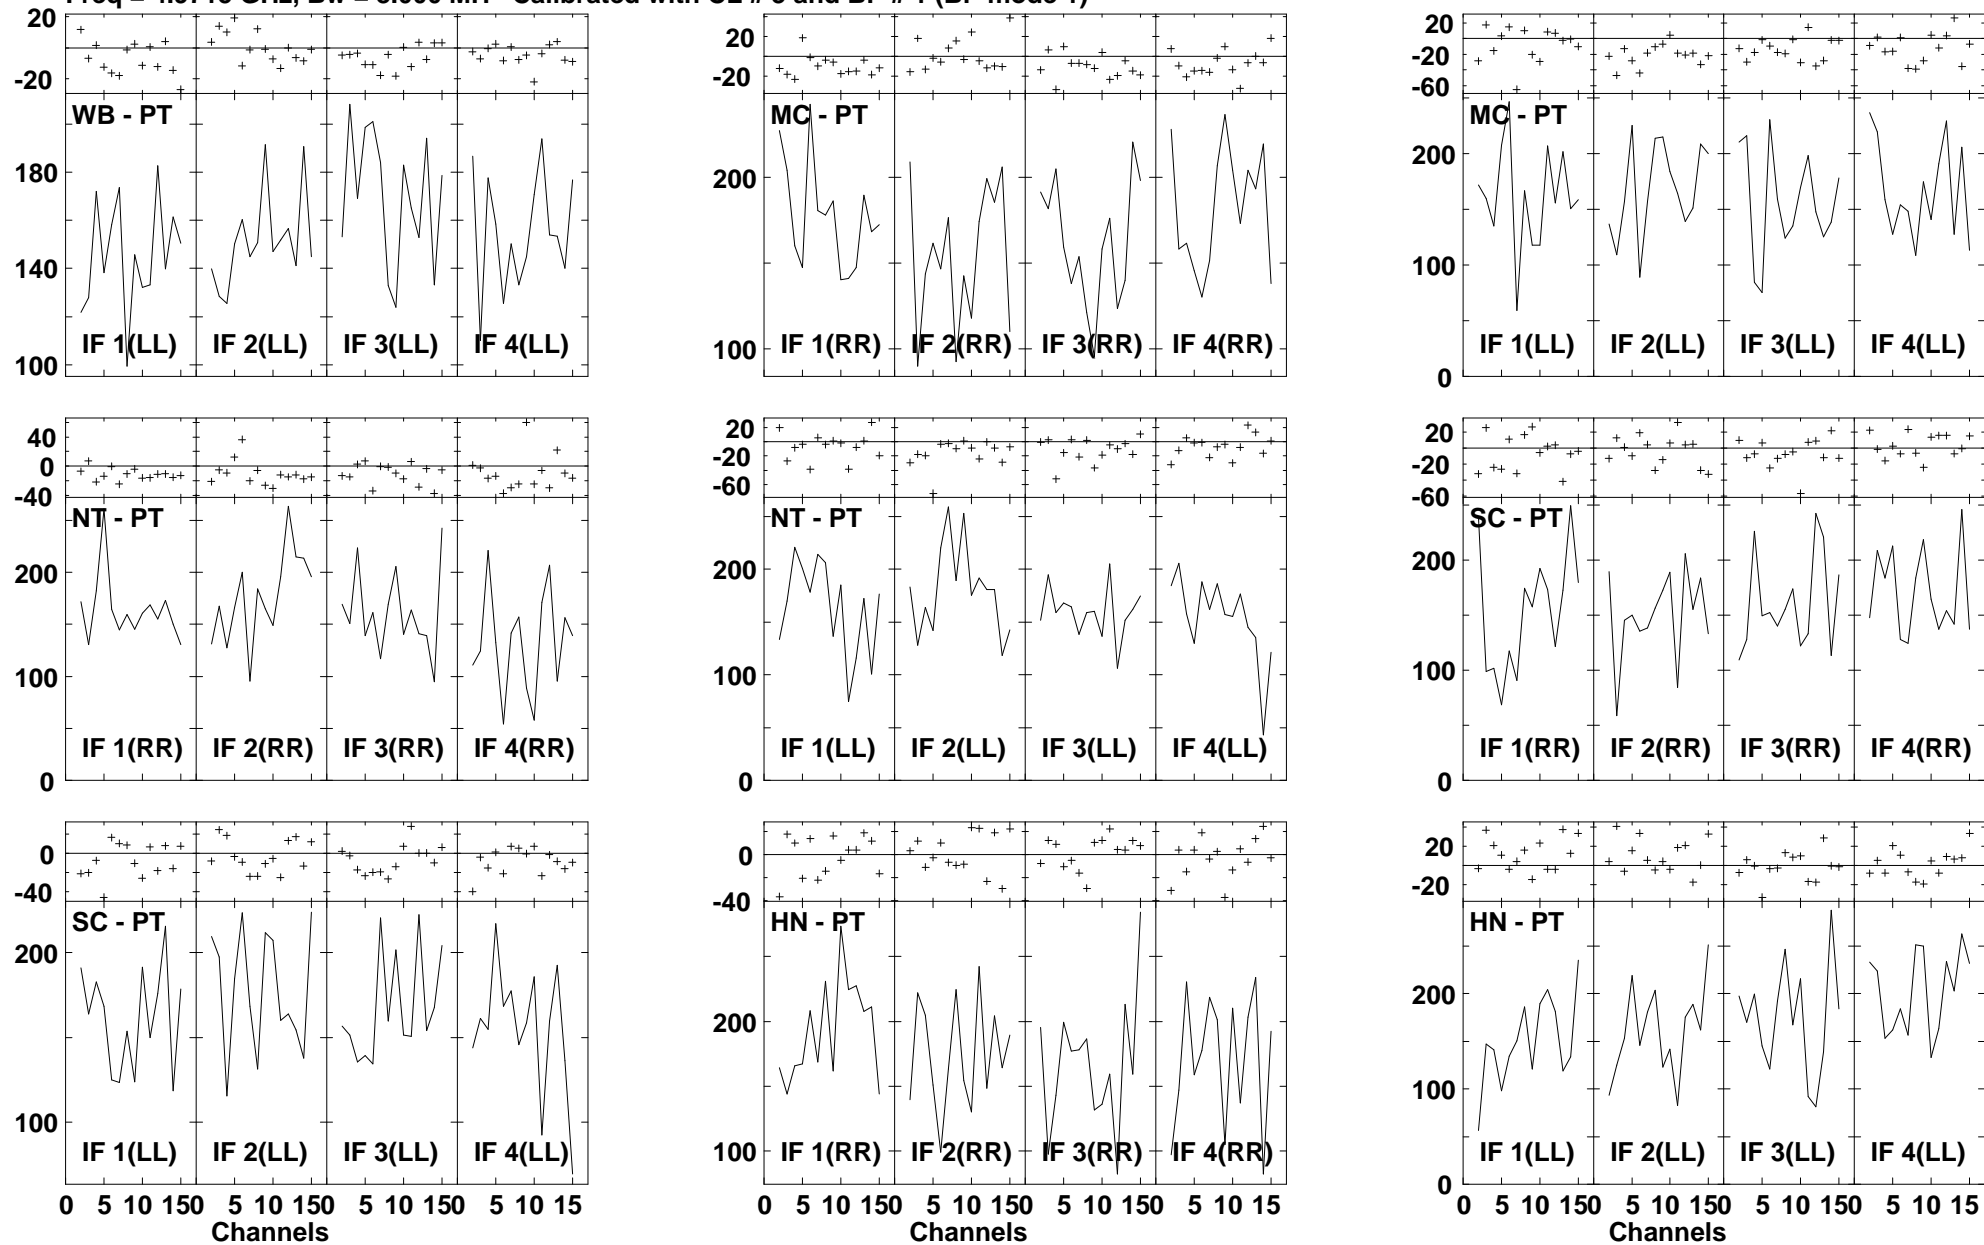 20
-20
WB - PT
180
140
100
IF 1(LL) IF 2(LL) IF 3(LL) IF 4(LL)
20
-20
MC - PT
200
100
IF 1(RR) IF 2(RR) IF 3(RR) IF 4(RR)
20
-20
-60
MC - PT
200
100
0
IF 1(LL) IF 2(LL) IF 3(LL) IF 4(LL)
40
0
-40
NT - PT
200
100
0
IF 1(RR) IF 2(RR) IF 3(RR) IF 4(RR)
20
-20
-60
NT - PT
200
100
0
IF 1(LL) IF 2(LL) IF 3(LL) IF 4(LL)
20
-20
-60
SC - PT
200
100
0
IF 1(RR) IF 2(RR) IF 3(RR) IF 4(RR)
0
-40
SC - PT
200
100
IF 1(LL) IF 2(LL) IF 3(LL) IF 4(LL)
0 5 10 150 5 10 150 5 10 150 5 10 15
Channels
0
-40
HN - PT
200
100
IF 1(RR) IF 2(RR) IF 3(RR) IF 4(RR)
0 5 10 150 5 10 150 5 10 150 5 10 15
Channels
20
-20
HN - PT
200
100
0
IF 1(LL) IF 2(LL) IF 3(LL) IF 4(LL)
0 5 10 150 5 10 150 5 10 150 5 10 15
Channels